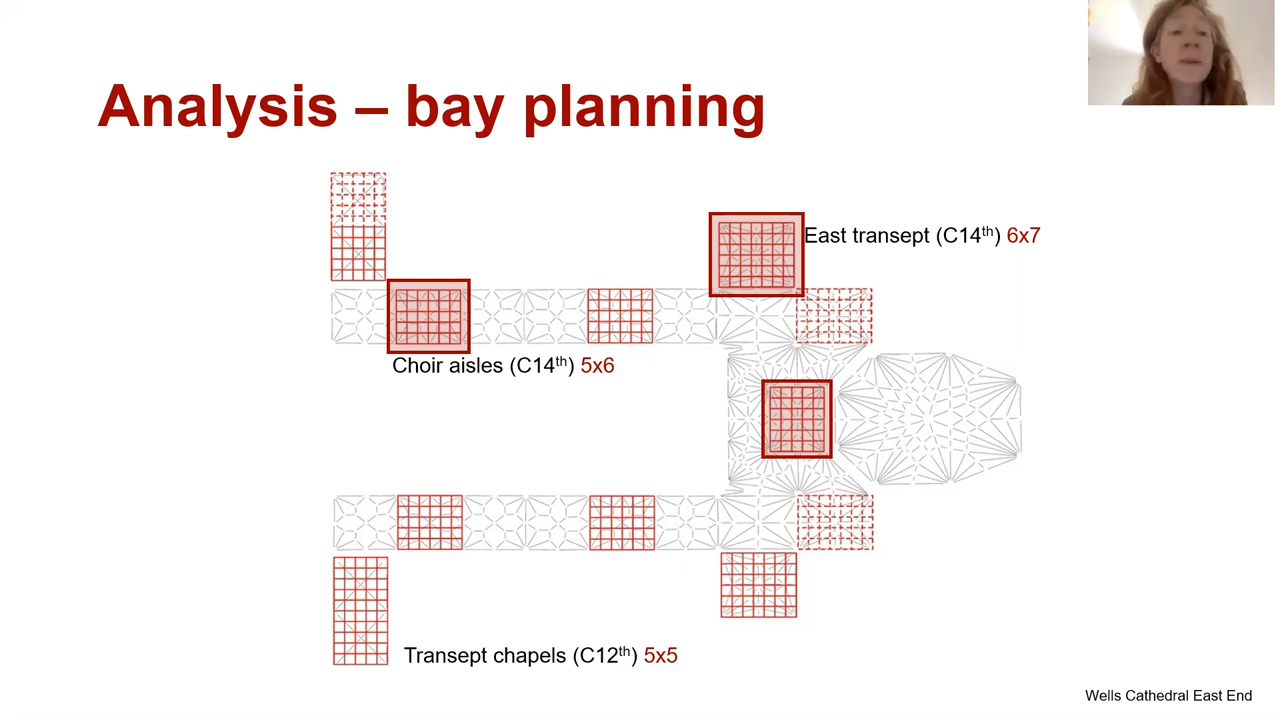 Analysis – bay planning
East transept (C14th) 6x7
Choir aisles (C14th) 5x6
Transept chapels (C12th) 5x5
Wells Cathedral East End